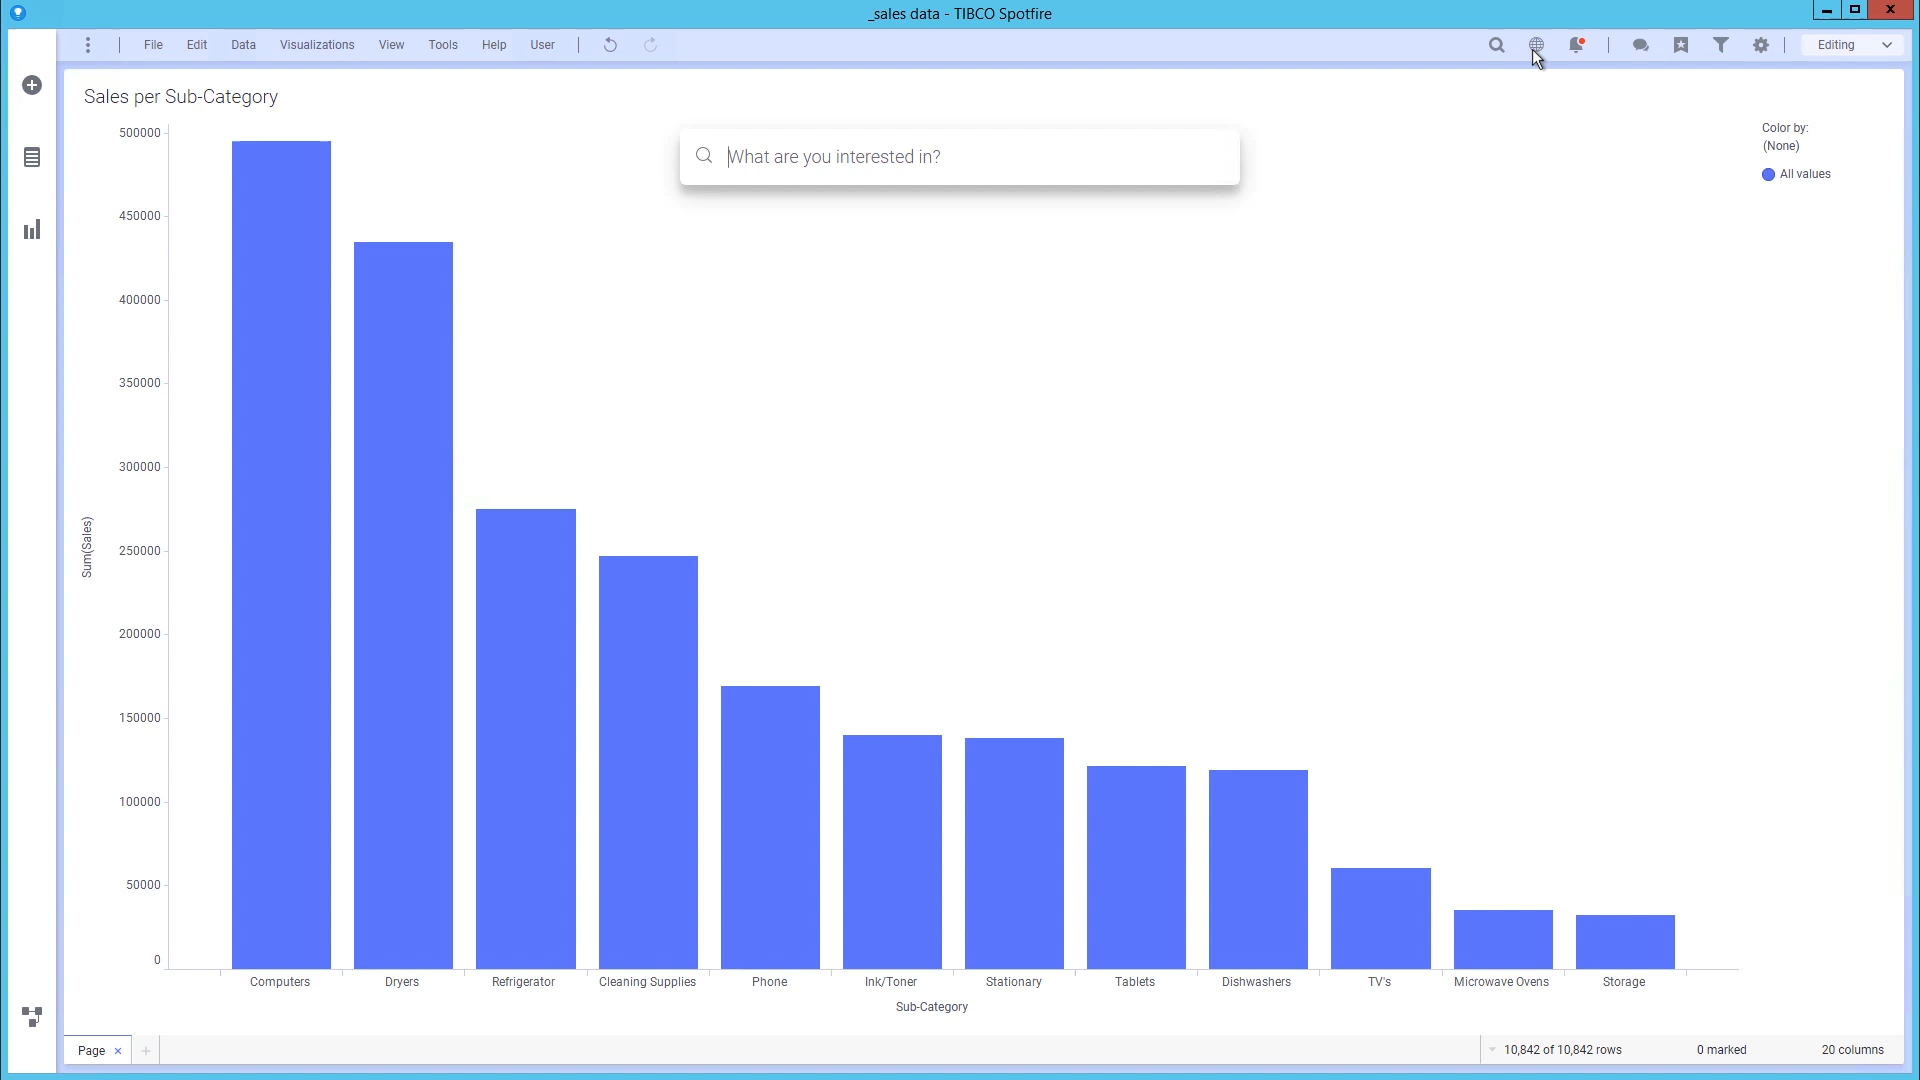 _sales data - TIBCO Spotfire
File Edit Data Visualizations View Tools Help User
Editing
Sales per Sub-Category
What are you interested in?
Color by:
(None)
All values
500000
450000
400000
350000
300000
250000
200000
150000
100000
50000
0
Sum(Sales)
Computers Dryers Refrigerator Cleaning Supplies Phone Ink/Toner Stationary Tablets Dishwashers TV's Microwave Ovens Storage
Sub-Category
Page
10,842 of 10,842 rows 0 marked 20 columns